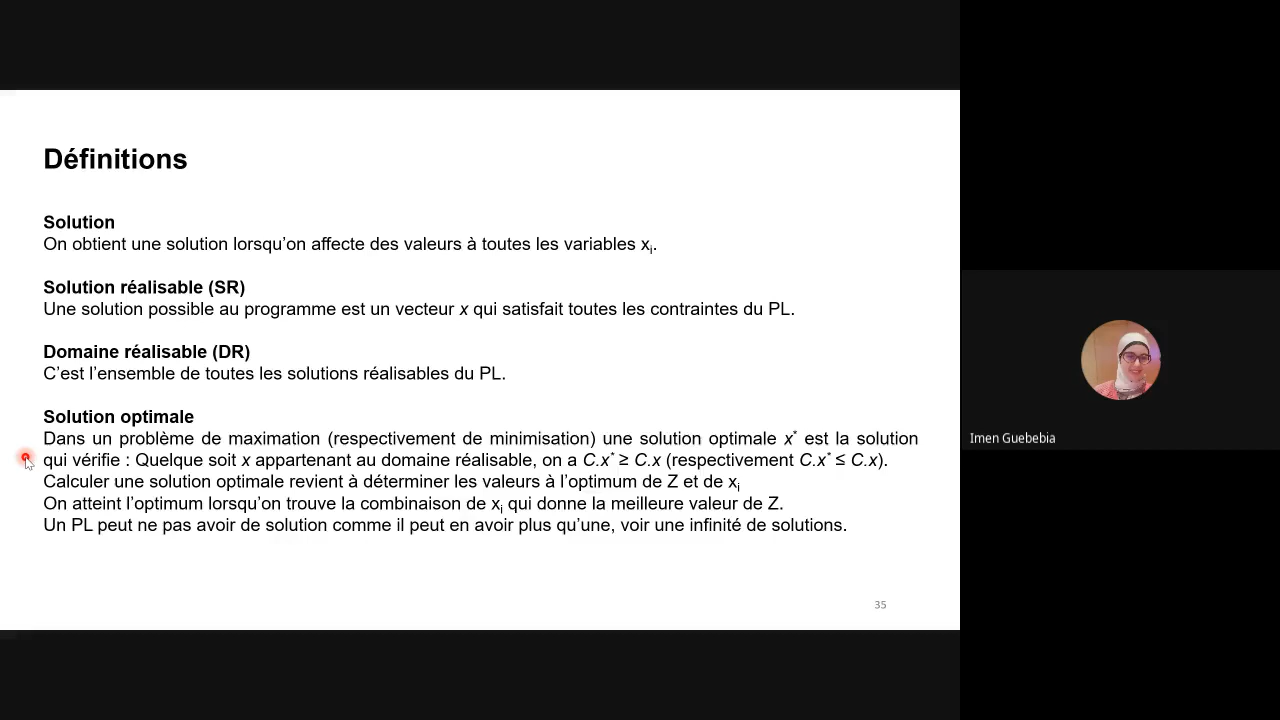 Définitions
Solution
On obtient une solution lorsqu’on affecte des valeurs à toutes les variables xi.
Solution réalisable (SR)
Une solution possible au programme est un vecteur x qui satisfait toutes les contraintes du PL.
Domaine réalisable (DR)
C’est l’ensemble de toutes les solutions réalisables du PL.
Solution optimale
Dans un problème de maximation (respectivement de minimisation) une solution optimale x* est la solution
qui vérifie : Quelque soit x appartenant au domaine réalisable, on a C.x* ≥ C.x (respectivement C.x* ≤ C.x).
Calculer une solution optimale revient à déterminer les valeurs à l’optimum de Z et de xi
On atteint l’optimum lorsqu’on trouve la combinaison de xi qui donne la meilleure valeur de Z.
Un PL peut ne pas avoir de solution comme il peut en avoir plus qu’une, voir une infinité de solutions.
35
Imen Guebebia